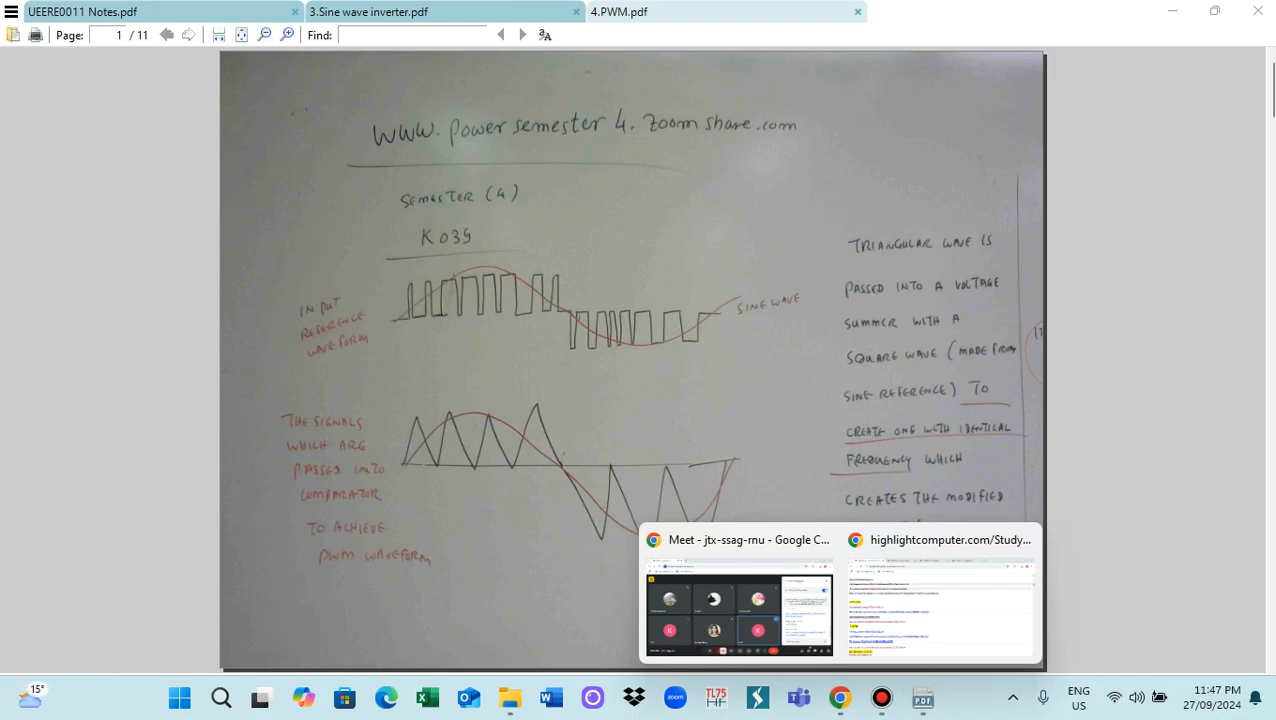 UEERE0011 Notes.pdf
3.Sine wave inverter.pdf
4.PWM.pdf
Page:
1 / 11
Find:
WWW. power semester 4. Zoom share.com
SEMESTER (4)
K 035
INPUT
REFERENCE
WAVEFORM
SINE WAVE
THE SIGNALS
WHICH ARE
PASSED INTO
COMPARATOR
TO ACHIEVE
PWM WAVEFORM
TRIANGULAR WAVE IS
PASSED INTO A VOLTAGE
SUMMER WITH A
SQUARE WAVE (MADE FROM
SINE REFERENCE) TO
CREATE ONE WITH IDENTICAL
FREQUENCY WHICH
CREATES THE MODIFIED
Meet - jtx-ssag-rnu - Google C...
highlightcomputer.com/Study...
15°
zoom
TL75
PDF
ENG
US
11:47 PM
27/09/2024